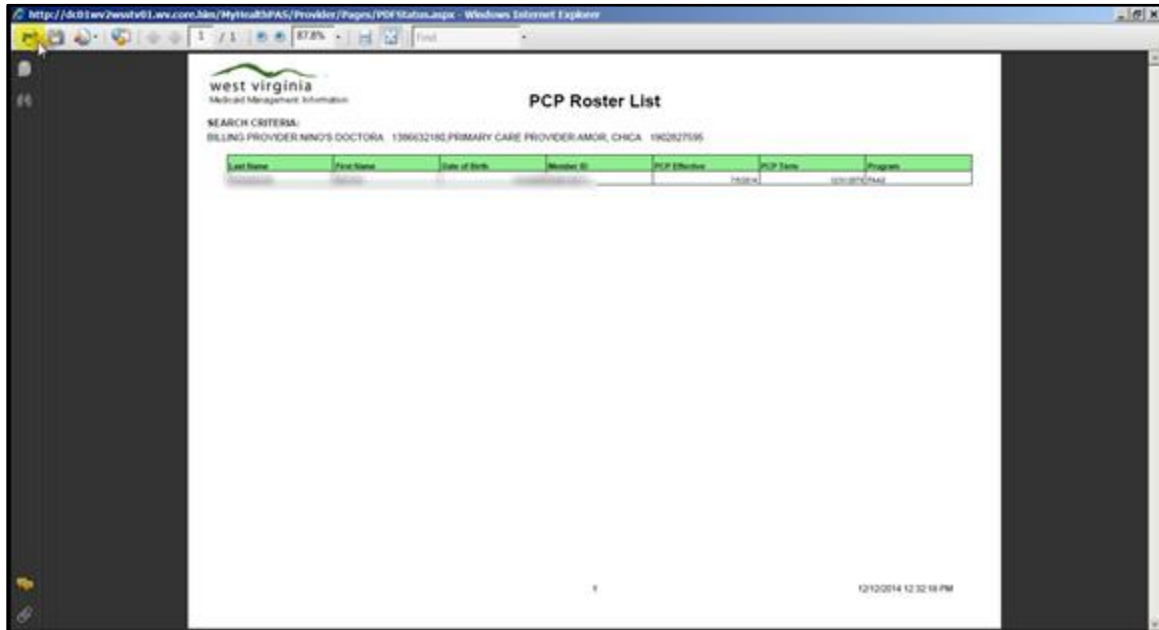 http://dc01wv2wsstv01.wv.core.him/MyHealthPAS/Provider/Pages/PDFStatus.aspx - Windows Internet Explorer
1 / 1 87.8% Find
west virginia
Medicaid Management Information
PCP Roster List
SEARCH CRITERIA:
BILLING PROVIDER:NINO'S DOCTORA 1386632180,PRIMARY CARE PROVIDER:AMOR, CHICA 1902827595
Last Name First Name Date of Birth Member ID PCP Effective PCP Term Program
PAAS
1 12/12/2014 12:32:18 PM